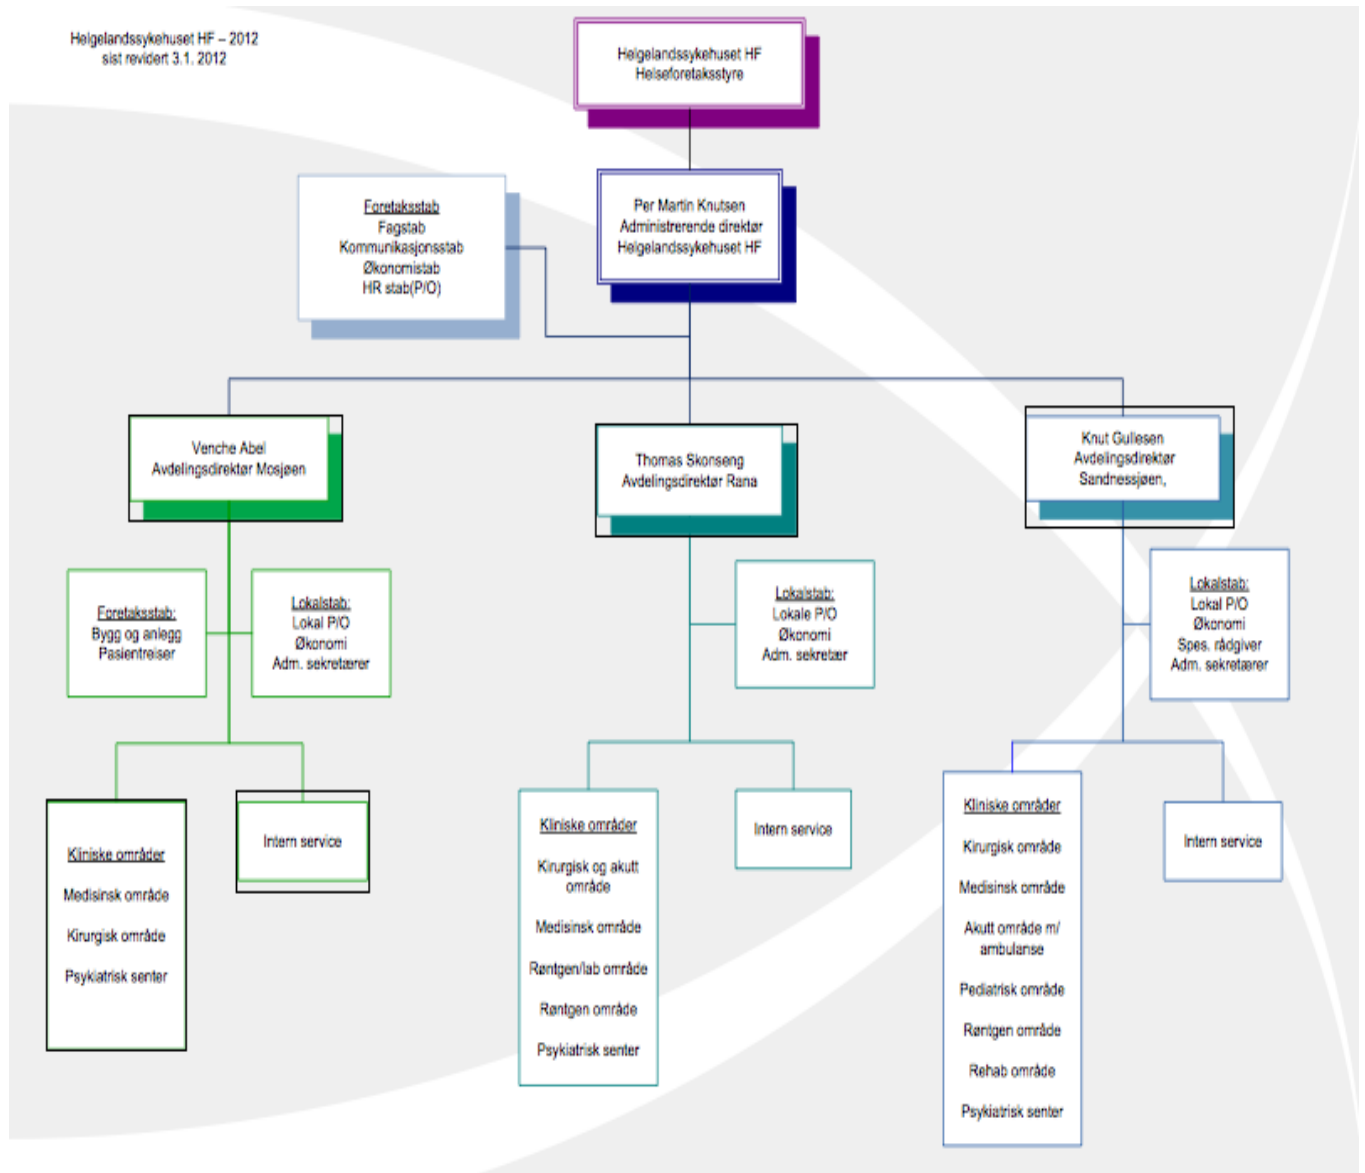 Helgelandssykehuset HF – 2012
sist revidert 3.1. 2012
Helgelandssykehuset HF
Helseforetaksstyre
Foretaksstab
Fagstab
Kommunikasjonsstab
Økonomistab
HR stab(P/O)
Per Martin Knutsen
Administrerende direktør
Helgelandssykehuset HF
Venche Abel
Avdelingsdirektør Mosjøen
Thomas Skonseng
Avdelingsdirektør Rana
Knut Gullesen
Avdelingsdirektør
Sandnessjøen,
Foretaksstab:
Bygg og anlegg
Pasientreiser
Lokalstab:
Lokal P/O
Økonomi
Adm. sekretærer
Lokalstab:
Lokale P/O
Økonomi
Adm. sekretær
Lokalstab:
Lokal P/O
Økonomi
Spes. rådgiver
Adm. sekretærer
Kliniske områder
Medisinsk område
Kirurgisk område
Psykiatrisk senter
Intern service
Kliniske områder
Kirurgisk og akutt
område
Medisinsk område
Røntgen/lab område
Røntgen område
Psykiatrisk senter
Intern service
Kliniske områder
Kirurgisk område
Medisinsk område
Akutt område m/
ambulanse
Pediatrisk område
Røntgen område
Rehab område
Psykiatrisk senter
Intern service